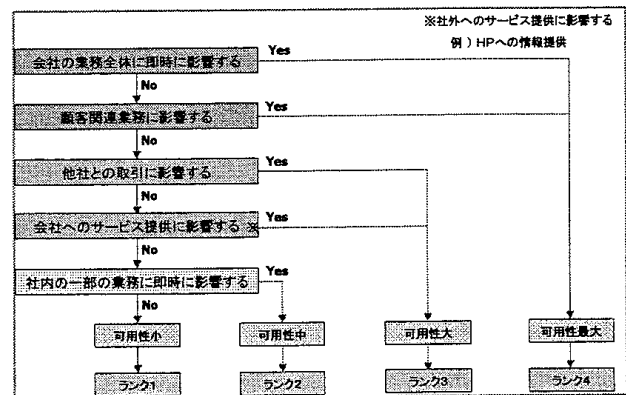 ※社外へのサービス提供に影響する
例）HPへの情報提供
会社の業務全体に即時に影響する
Yes
No
顧客関連業務に影響する
Yes
No
他社との取引に影響する
Yes
No
会社へのサービス提供に影響する ※
Yes
No
社内の一部の業務に即時に影響する
Yes
No
可用性小
可用性中
可用性大
可用性最大
ランク1
ランク2
ランク3
ランク4